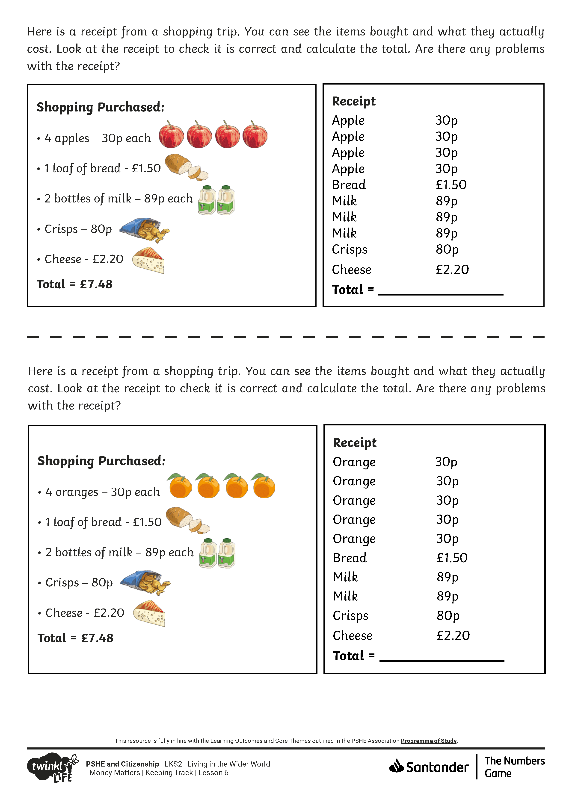 Here is a receipt from a shopping trip. You can see the items bought and what they actually
cost. Look at the receipt to check it is correct and calculate the total. Are there any problems
with the receipt?
Shopping Purchased:
• 4 apples – 30p each
• 1 loaf of bread - £1.50
• 2 bottles of milk – 89p each
• Crisps – 80p
• Cheese - £2.20
Total = £7.48
Receipt
Apple 30p
Apple 30p
Apple 30p
Apple 30p
Bread £1.50
Milk 89p
Milk 89p
Milk 89p
Crisps 80p
Cheese £2.20
Total = ____________________
Here is a receipt from a shopping trip. You can see the items bought and what they actually
cost. Look at the receipt to check it is correct and calculate the total. Are there any problems
with the receipt?
Shopping Purchased:
• 4 oranges – 30p each
• 1 loaf of bread - £1.50
• 2 bottles of milk – 89p each
• Crisps – 80p
• Cheese - £2.20
Total = £7.48
Receipt
Orange 30p
Orange 30p
Orange 30p
Orange 30p
Orange 30p
Bread £1.50
Milk 89p
Milk 89p
Crisps 80p
Cheese £2.20
Total = ____________________
This resource is fully in line with the Learning Outcomes and Core Themes outlined in the PSHE Association Programme of Study.
twinkl LIFE
PSHE and Citizenship | LKS2 | Living in the Wider World
Money Matters | Keeping Track | Lesson 6
Santander
The Numbers
Game